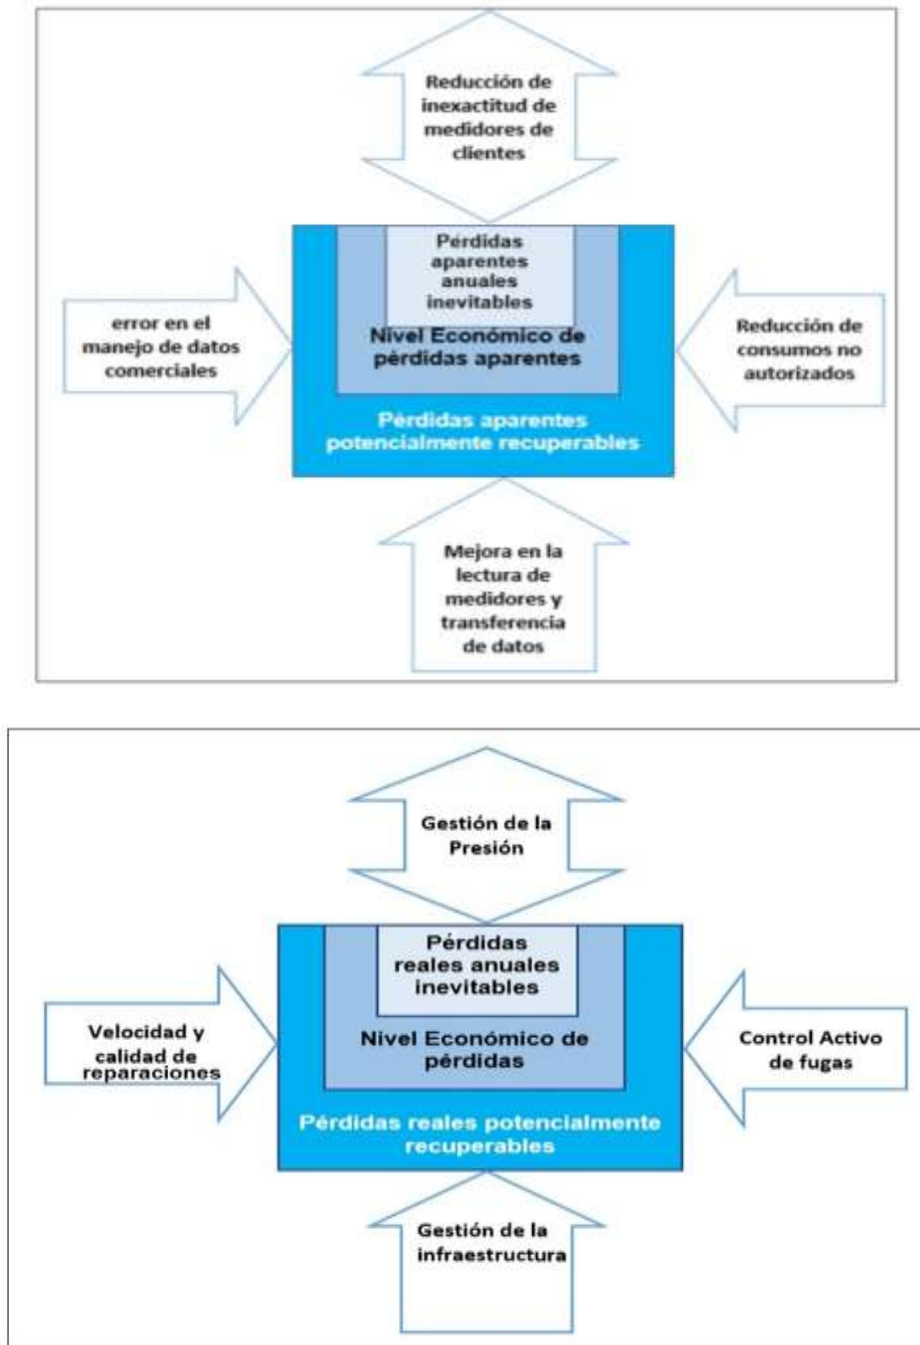 Reducción de
inexactitud de
medidores de
clientes
Pérdidas
aparentes
anuales
inevitables
error en el
manejo de datos
comerciales
Nivel Económico de
pérdidas aparentes
Reducción de
consumos no
autorizados
Pérdidas aparentes
potencialmente recuperables
Mejora en la
lectura de
medidores y
transferencia
de datos
Gestión de la
Presión
Pérdidas
reales anuales
inevitables
Velocidad y
calidad de
reparaciones
Nivel Económico de
pérdidas
Control Activo
de fugas
Pérdidas reales potencialmente
recuperables
Gestión de la
infraestructura